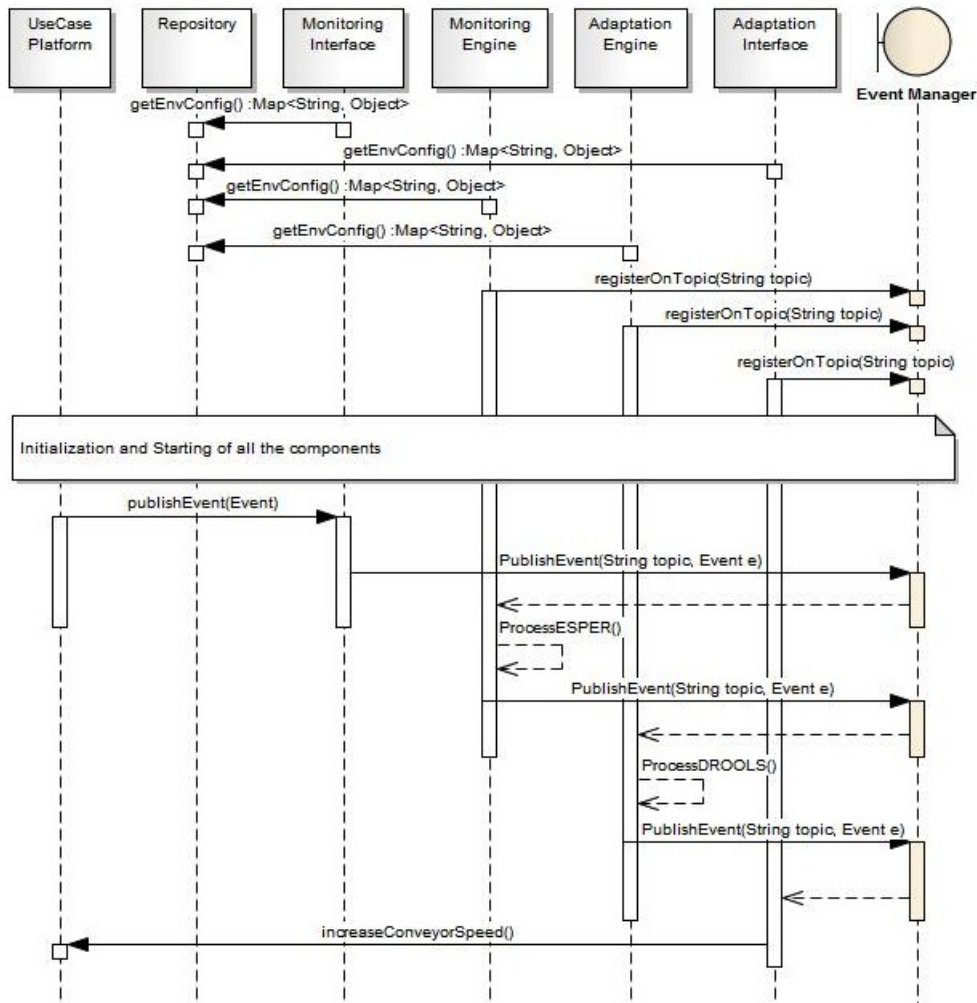 UseCase
Platform
Repository
Monitoring
Interface
Monitoring
Engine
Adaptation
Engine
Adaptation
Interface
Event Manager
getEnvConfig() :Map<String, Object>
getEnvConfig() :Map<String, Object>
getEnvConfig() :Map<String, Object>
getEnvConfig() :Map<String, Object>
registerOnTopic(String topic)
registerOnTopic(String topic)
registerOnTopic(String topic)
Initialization and Starting of all the components
publishEvent(Event)
PublishEvent(String topic, Event e)
ProcessESPER()
PublishEvent(String topic, Event e)
ProcessDROOLS()
PublishEvent(String topic, Event e)
increaseConveyorSpeed()